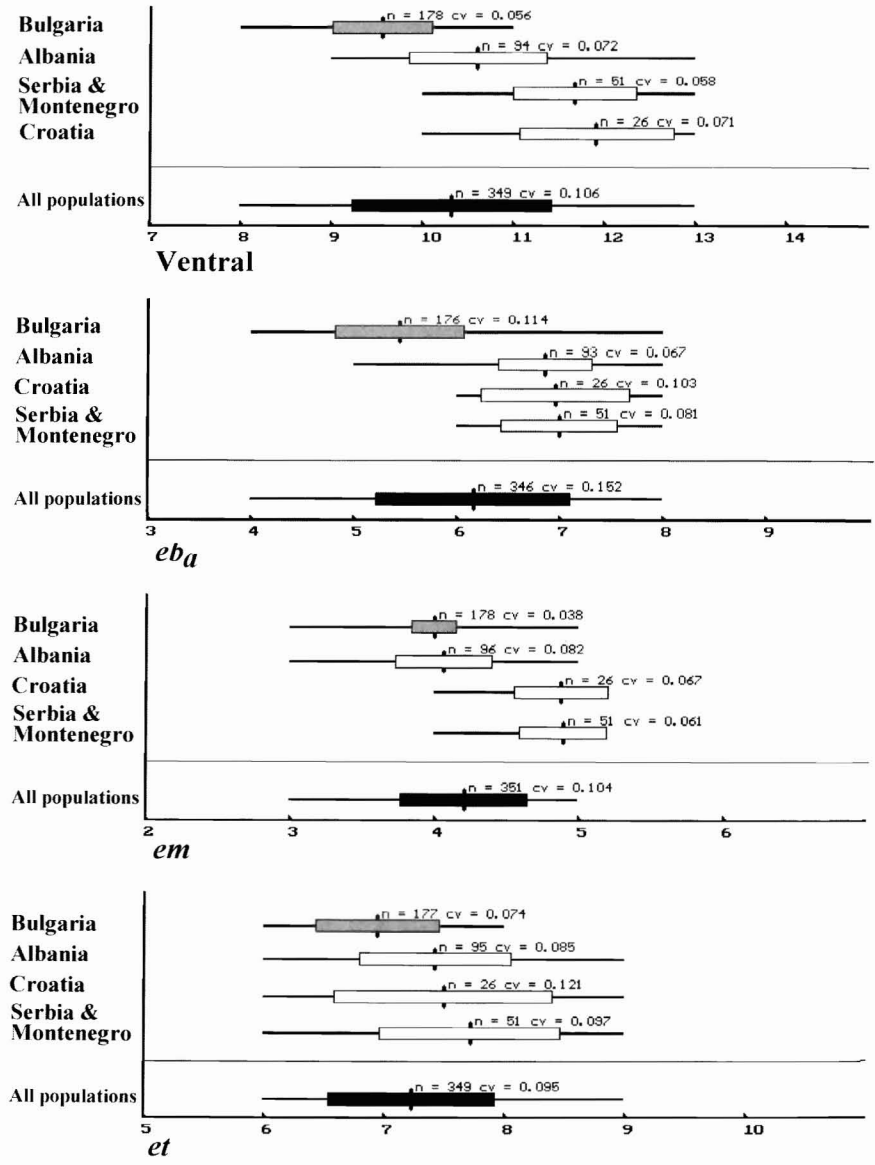 Bulgaria n = 178 cv = 0.056
Albania n = 94 cv = 0.072
Serbia & Montenegro n = 51 cv = 0.058
Croatia n = 26 cv = 0.071
All populations n = 349 cv = 0.106
7 8 9 10 11 12 13 14
Ventral
Bulgaria n = 176 cv = 0.114
Albania n = 93 cv = 0.067
Croatia n = 26 cv = 0.103
Serbia & Montenegro n = 51 cv = 0.081
All populations n = 346 cv = 0.152
3 4 5 6 7 8 9
eba
Bulgaria n = 178 cv = 0.038
Albania n = 96 cv = 0.082
Croatia n = 26 cv = 0.067
Serbia & Montenegro n = 51 cv = 0.061
All populations n = 351 cv = 0.104
2 3 4 5 6
em
Bulgaria n = 177 cv = 0.074
Albania n = 95 cv = 0.085
Croatia n = 26 cv = 0.121
Serbia & Montenegro n = 51 cv = 0.097
All populations n = 349 cv = 0.095
5 6 7 8 9 10
et